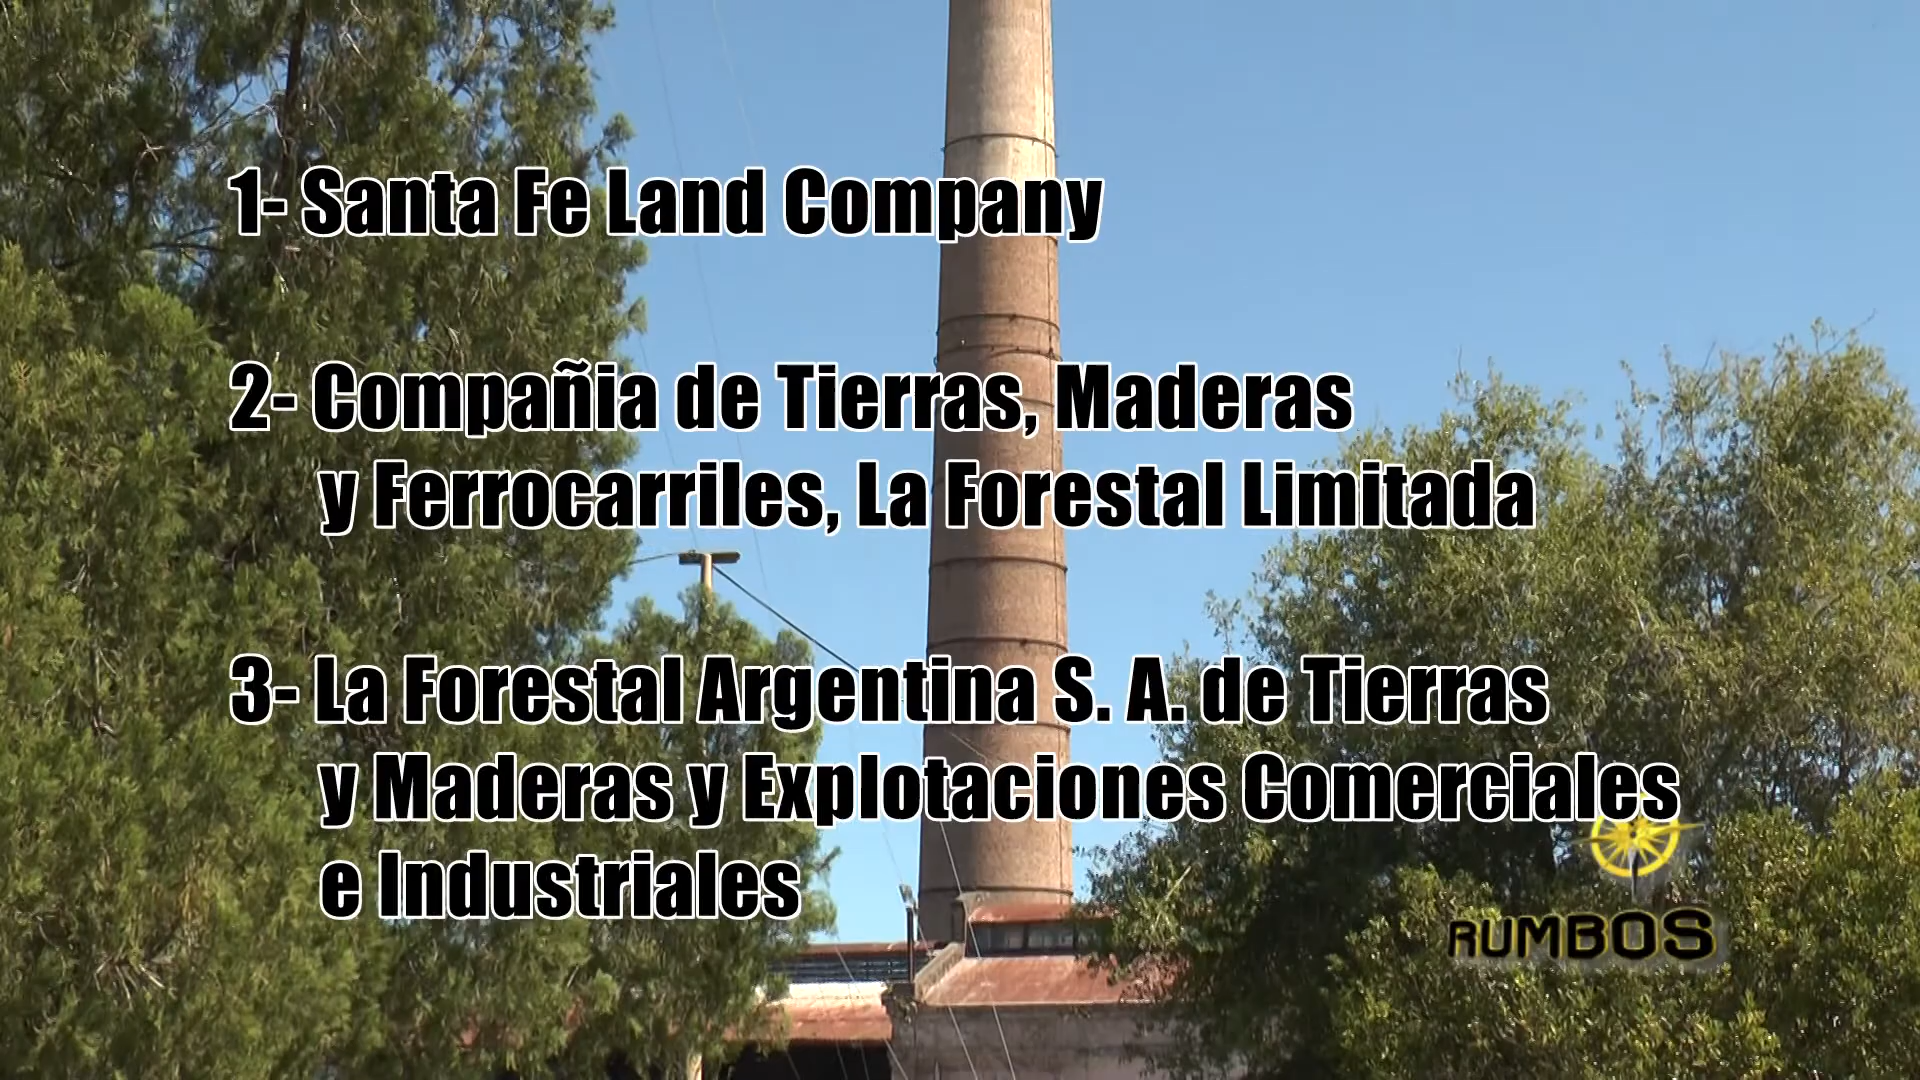 1- Santa Fe Land Company
2- Compañia de Tierras, Maderas
y Ferrocarriles, La Forestal Limitada
3- La Forestal Argentina S. A. de Tierras
y Maderas y Explotaciones Comerciales
e Industriales
RUMBOS